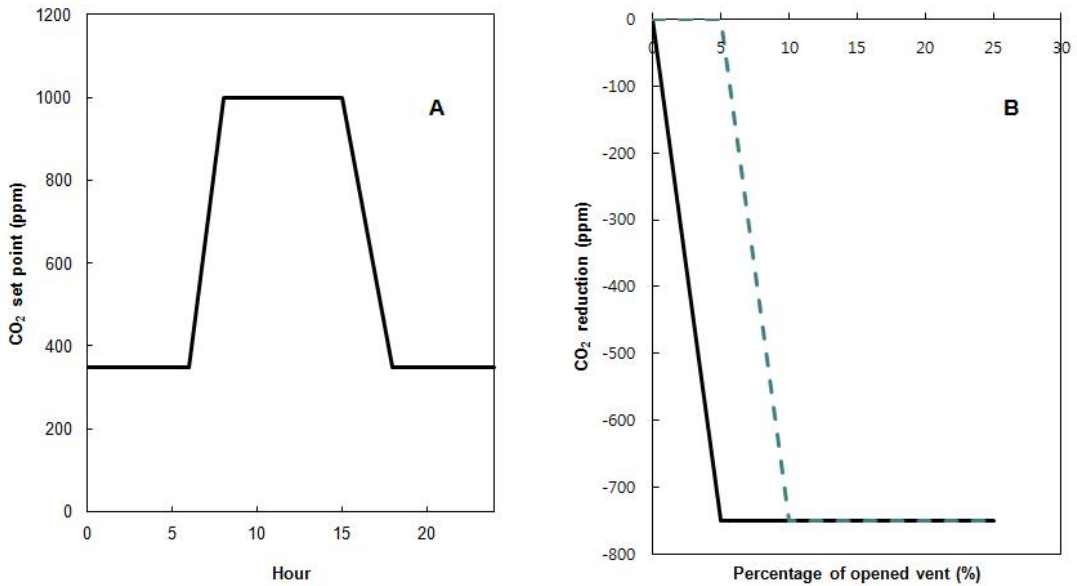 1200
1000
800
600
400
200
0
0 5 10 15 20
Hour
CO₂ set point (ppm)
A
0
-100
-200
-300
-400
-500
-600
-700
-800
0 5 10 15 20 25 30
Percentage of opened vent (%)
CO₂ reduction (ppm)
B